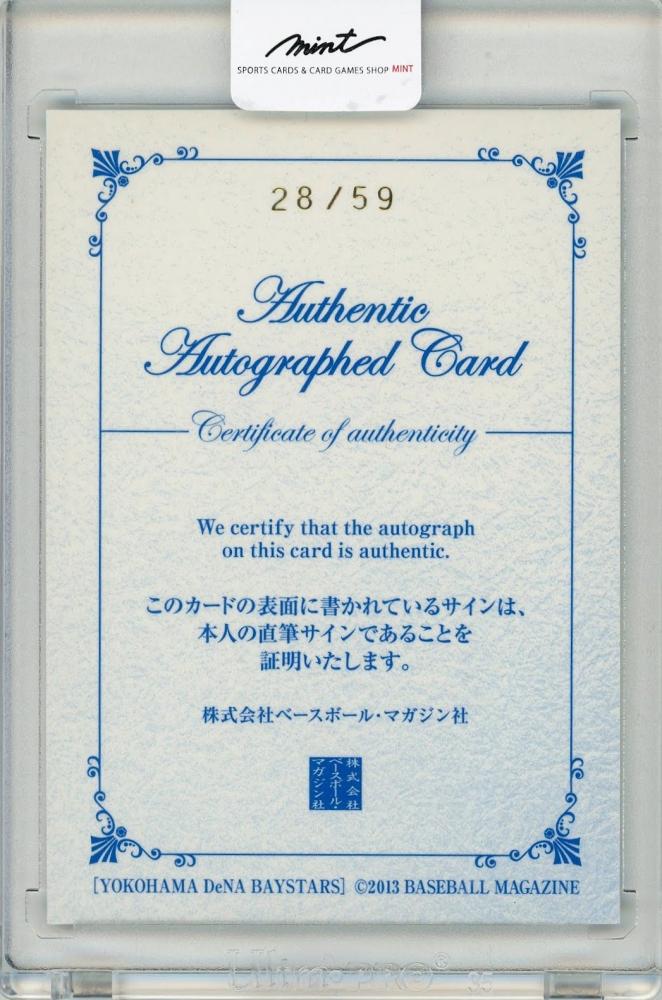 mint
SPORTS CARDS & CARD GAMES SHOP MINT
28/59
Authentic
Autographed Card
Certificate of authenticity
We certify that the autograph
on this card is authentic.
このカードの表面に書かれているサインは、
本人の直筆サインであることを
証明いたします。
株式会社ベースボール・マガジン社
株式会社
ベースボール・
マガジン社
[YOKOHAMA DeNA BAYSTARS] ©2013 BASEBALL MAGAZINE
Ultra·PRO® 35